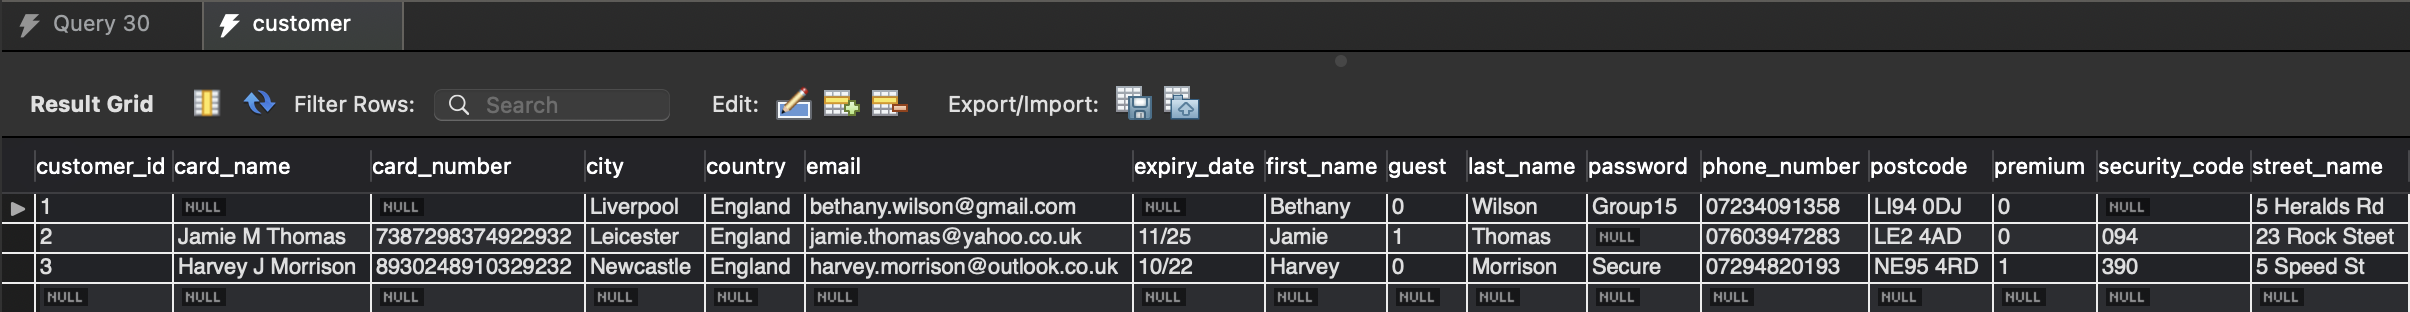 Query 30 customer
Result Grid Filter Rows: Search Edit: Export/Import:
customer_id card_name card_number city country email expiry_date first_name guest last_name password phone_number postcode premium security_code street_name
1 NULL NULL Liverpool England bethany.wilson@gmail.com NULL Bethany 0 Wilson Group15 07234091358 LI94 0DJ 0 NULL 5 Heralds Rd
2 Jamie M Thomas 7387298374922932 Leicester England jamie.thomas@yahoo.co.uk 11/25 Jamie 1 Thomas NULL 07603947283 LE2 4AD 0 094 23 Rock Steet
3 Harvey J Morrison 8930248910329232 Newcastle England harvey.morrison@outlook.co.uk 10/22 Harvey 0 Morrison Secure 07294820193 NE95 4RD 1 390 5 Speed St
NULL NULL NULL NULL NULL NULL NULL NULL NULL NULL NULL NULL NULL NULL NULL NULL